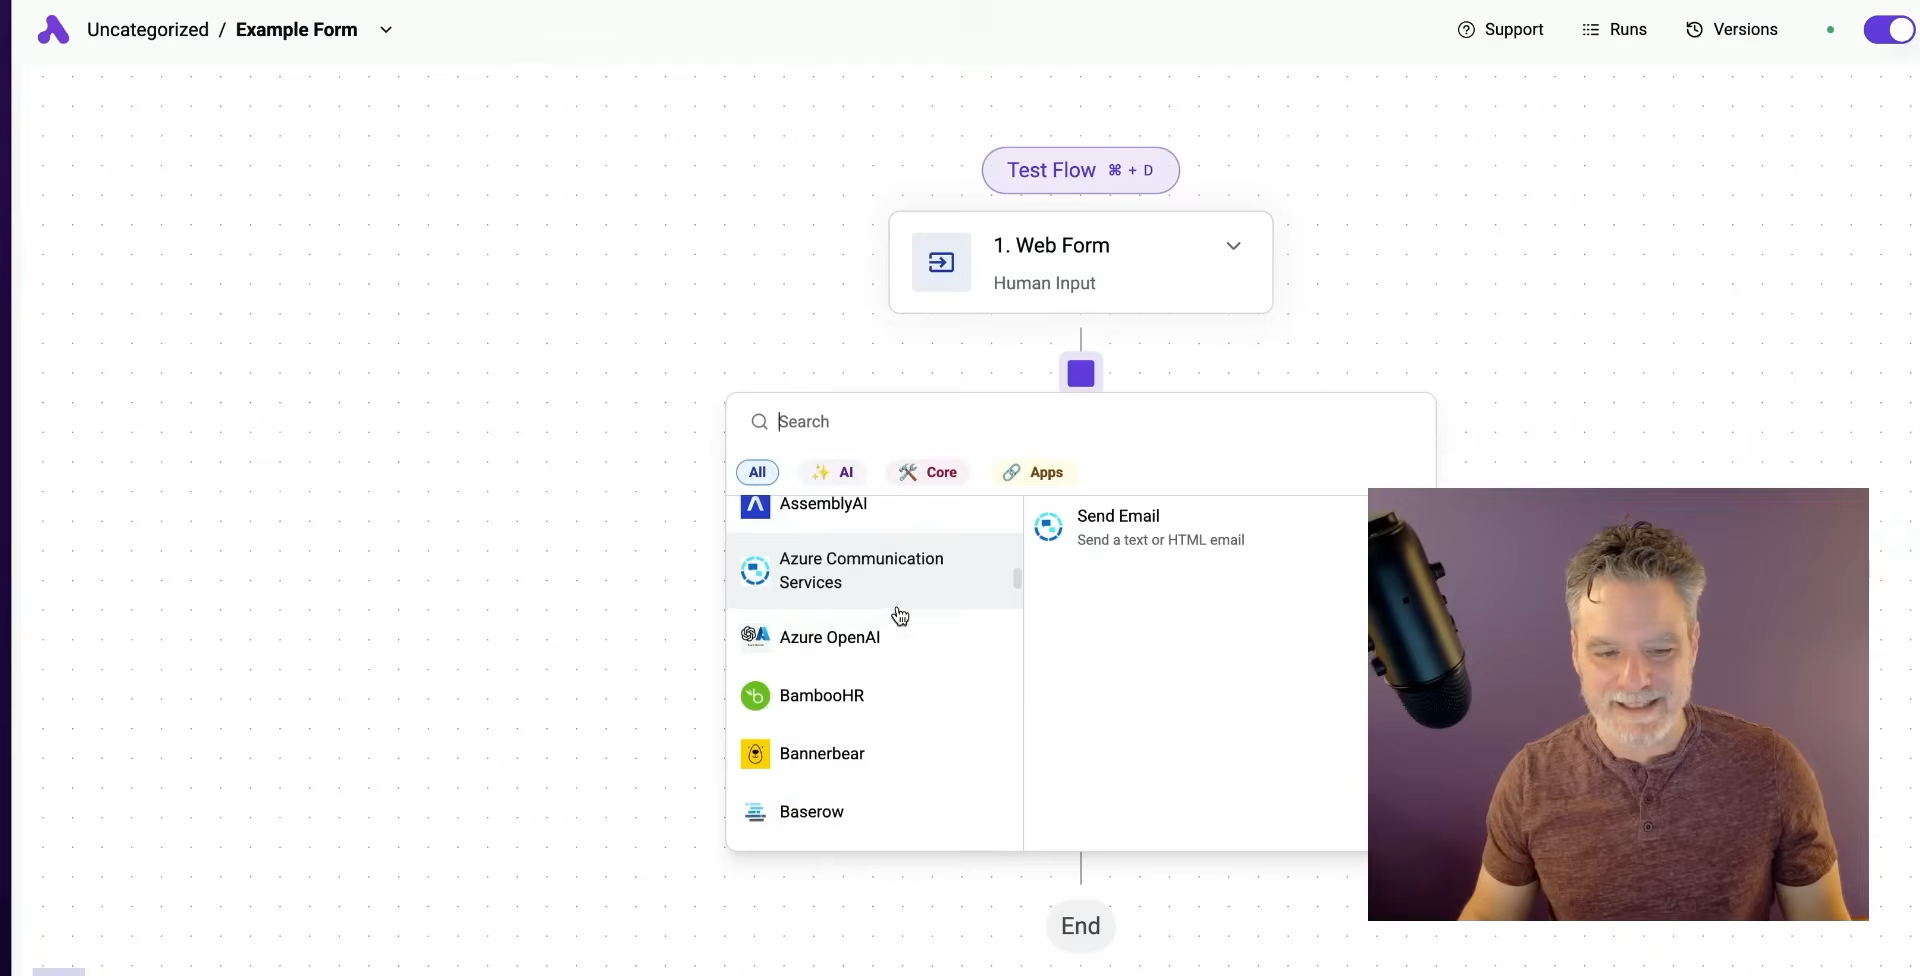 Uncategorized / Example Form
Support
Runs
Versions
Test Flow ⌘ + D
1. Web Form
Human Input
Search
All
AI
Core
Apps
AssemblyAI
Azure Communication
Services
Azure OpenAI
BambooHR
Bannerbear
Baserow
Send Email
Send a text or HTML email
End